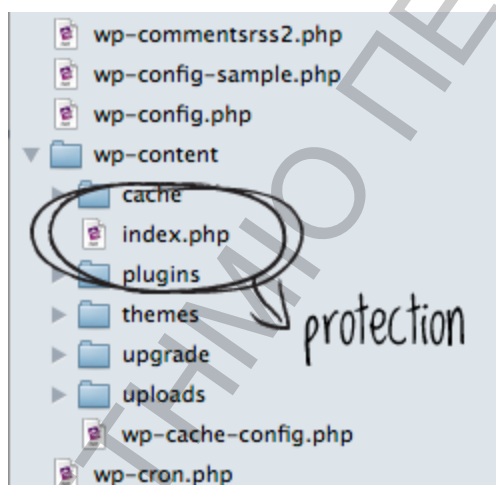 wp-commentsrss2.php
wp-config-sample.php
wp-config.php
wp-content
cache
index.php
plugins
protection
themes
upgrade
uploads
wp-cache-config.php
wp-cron.php